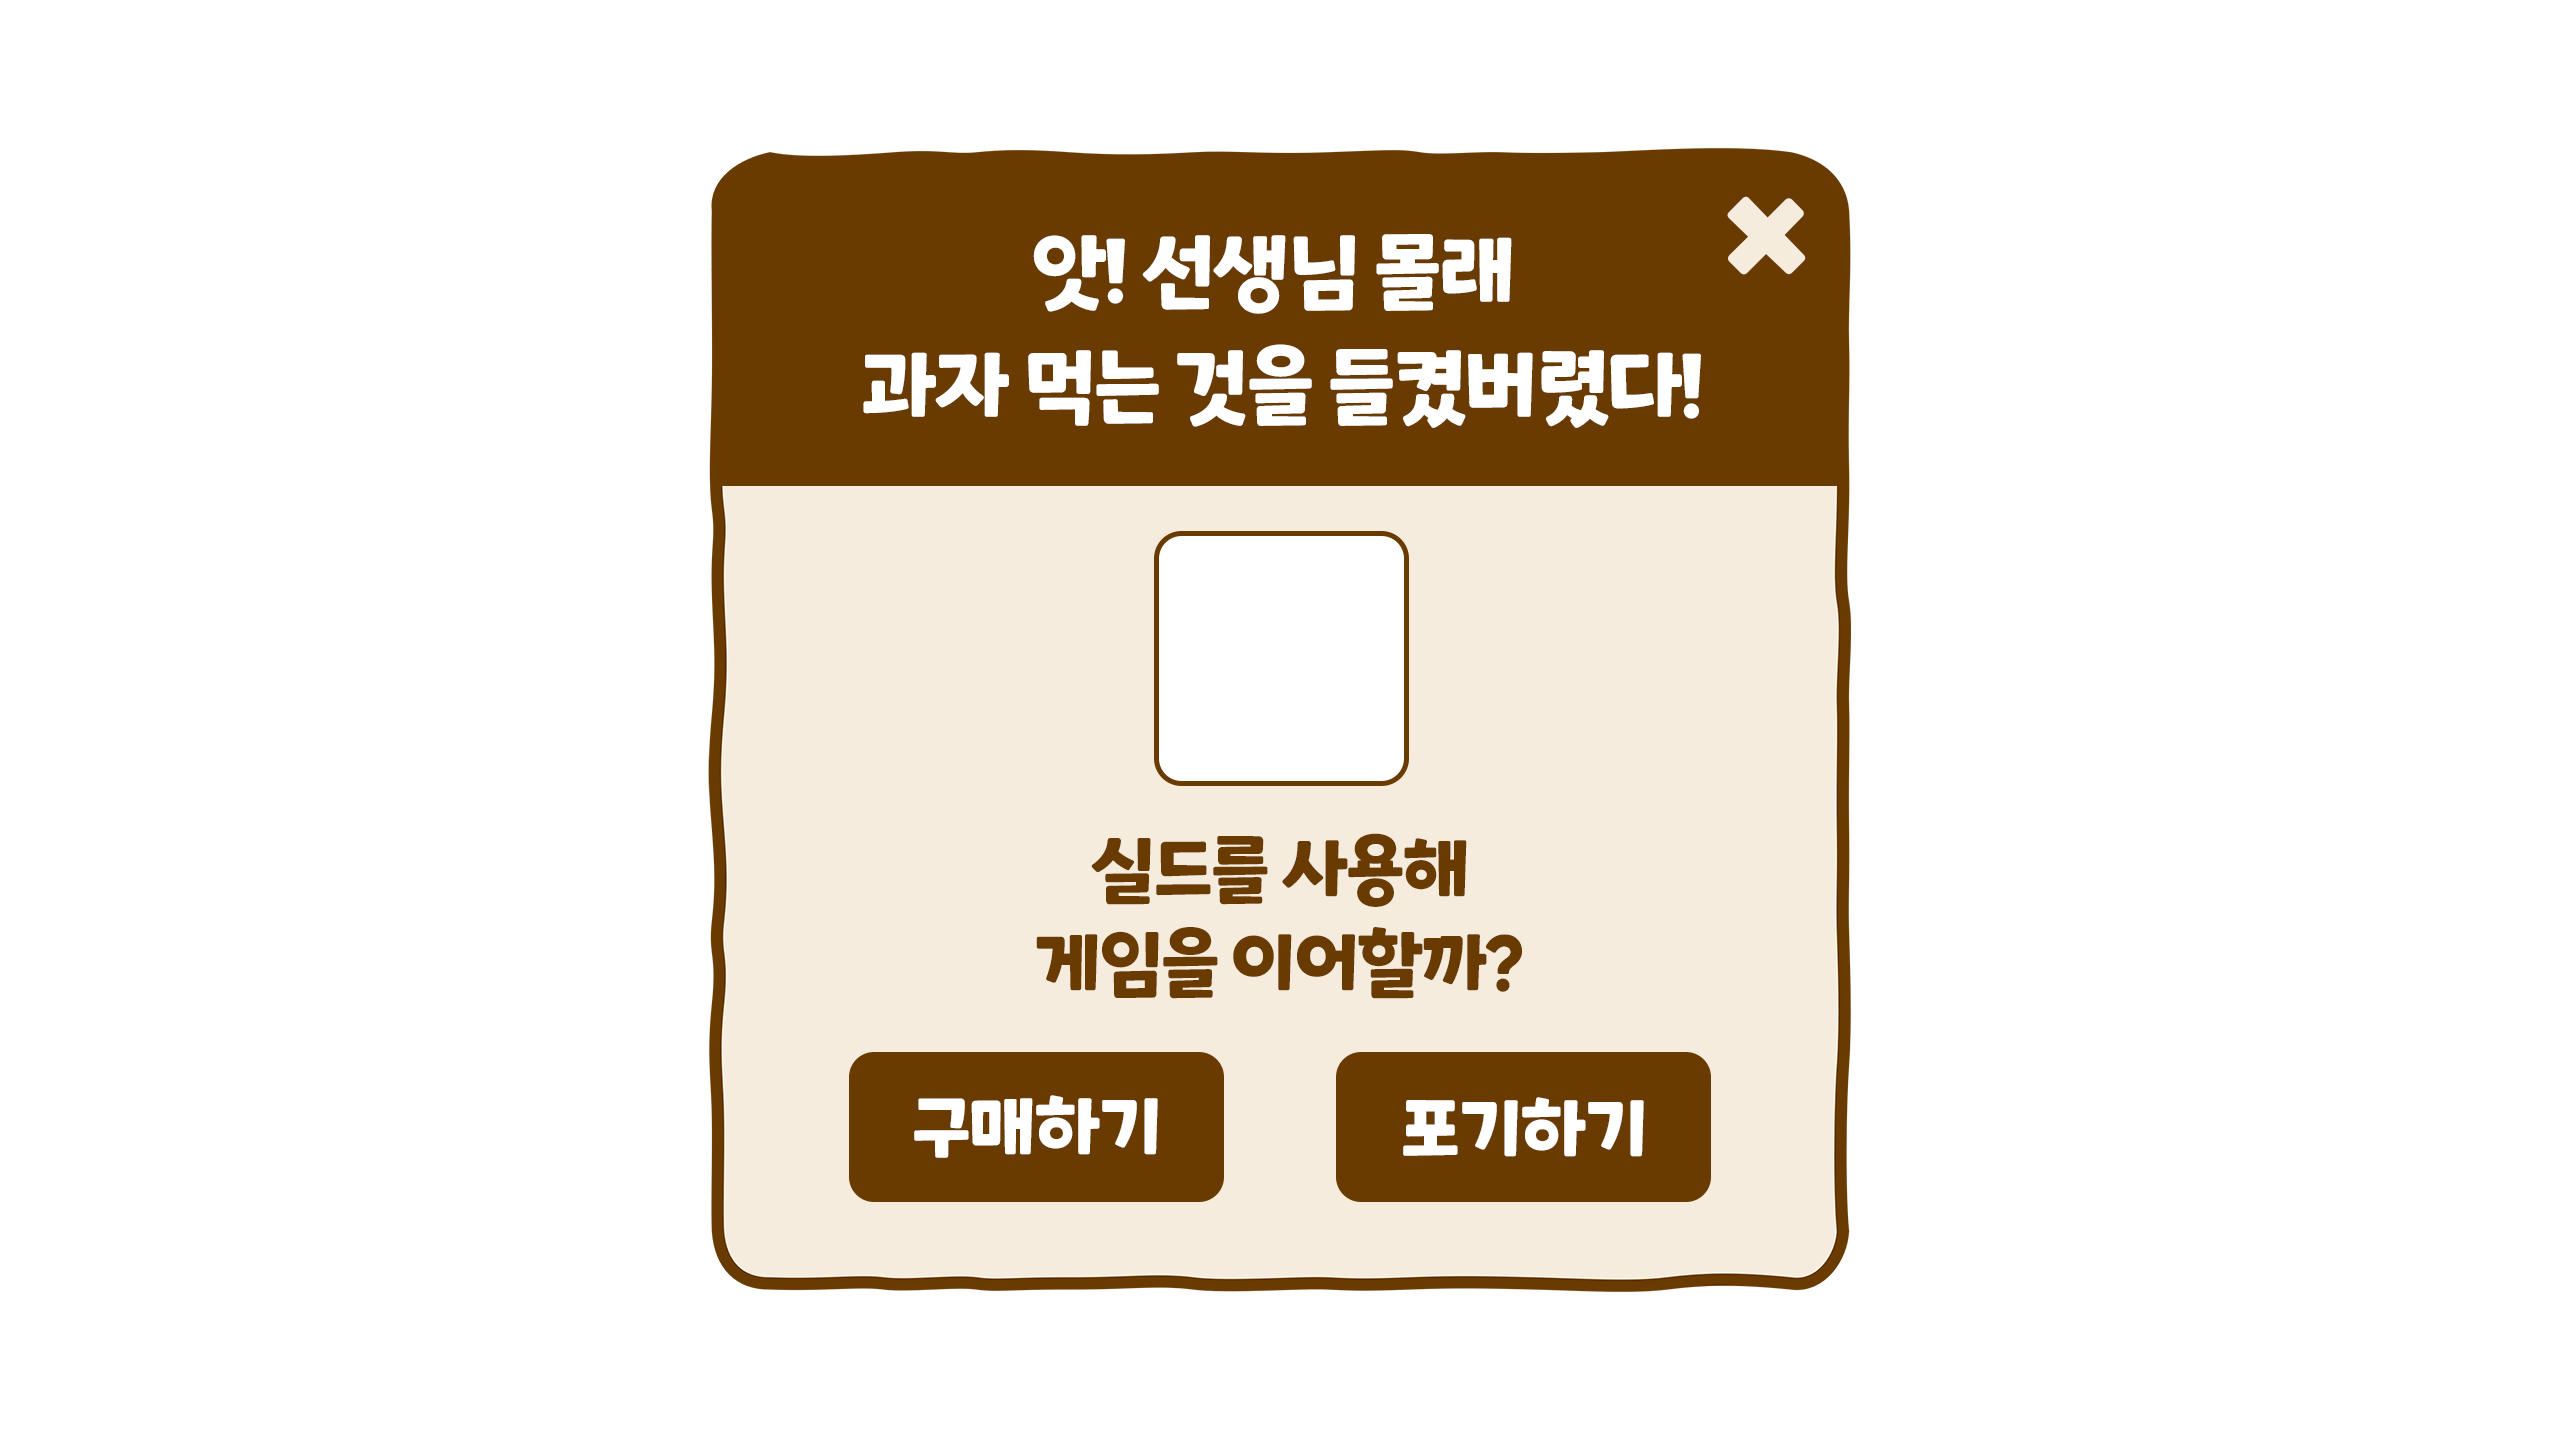 앗! 선생님 몰래
과자 먹는 것을 들켰버렸다!
실드를 사용해
게임을 이어할까?
구매하기
포기하기